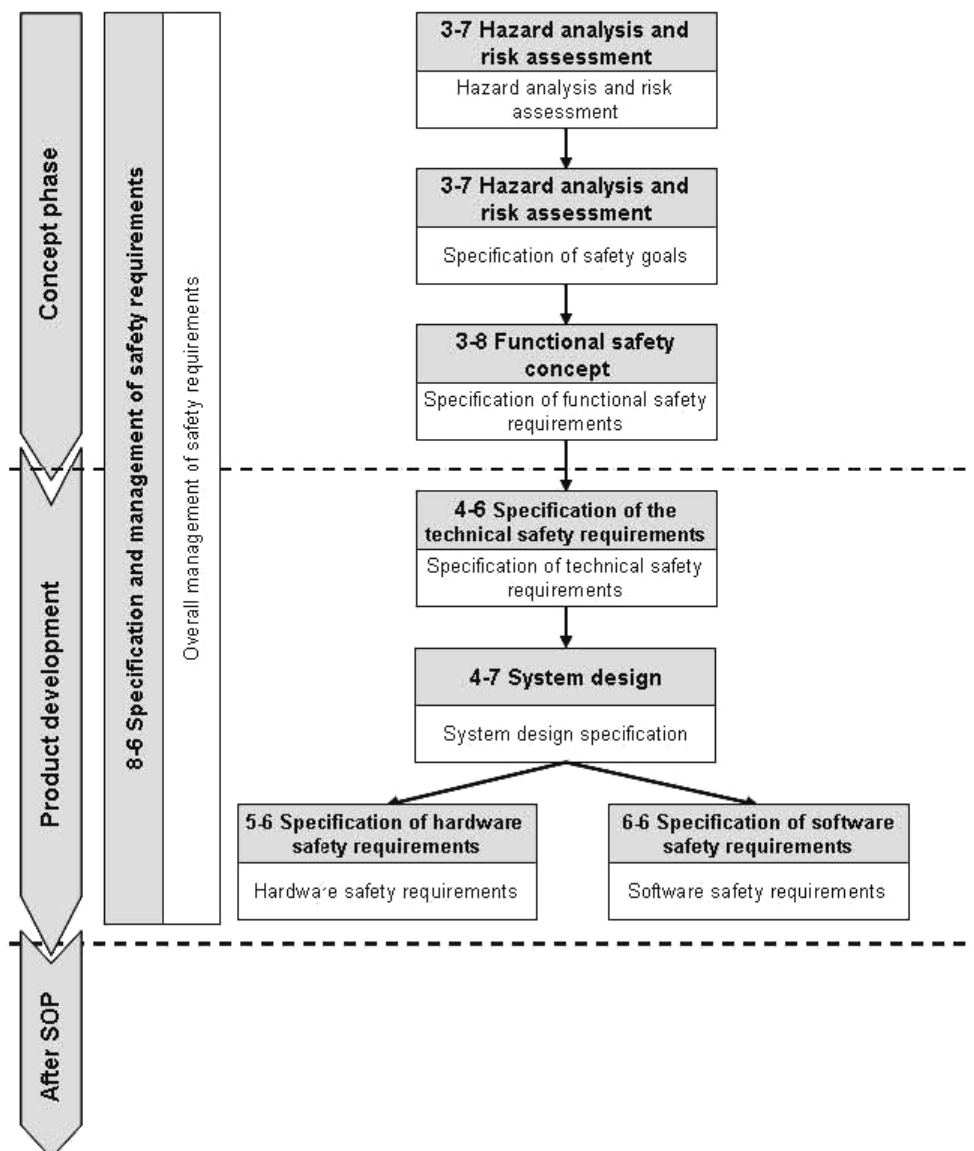 Concept phase
Product development
After SOP
8-6 Specification and management of safety requirements
Overall management of safety requirements
3-7 Hazard analysis and
risk assessment
Hazard analysis and risk
assessment
3-7 Hazard analysis and
risk assessment
Specification of safety goals
3-8 Functional safety
concept
Specification of functional safety
requirements
4-6 Specification of the
technical safety requirements
Specification of technical safety
requirements
4-7 System design
System design specification
5-6 Specification of hardware
safety requirements
Hardware safety requirements
6-6 Specification of software
safety requirements
Software safety requirements